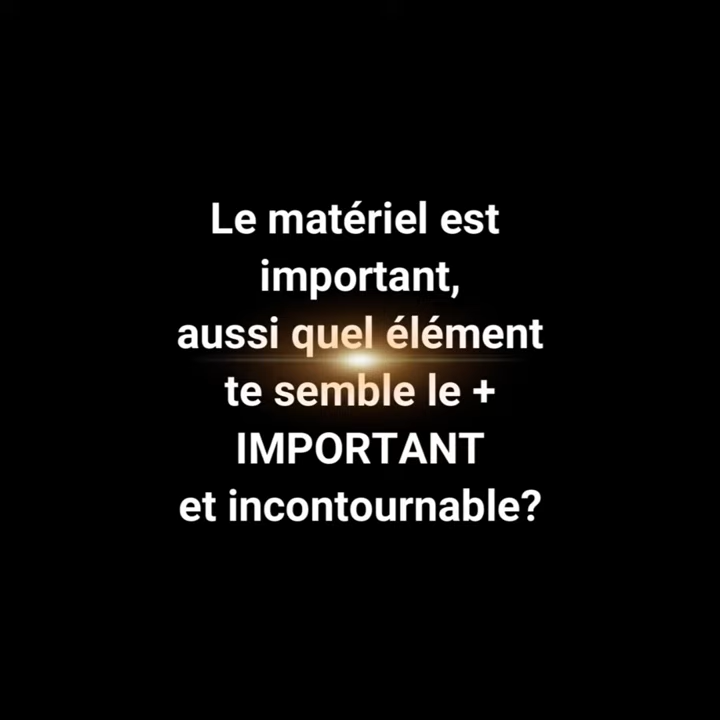 Le matériel est
important,
aussi quel élément
te semble le +
IMPORTANT
et incontournable?